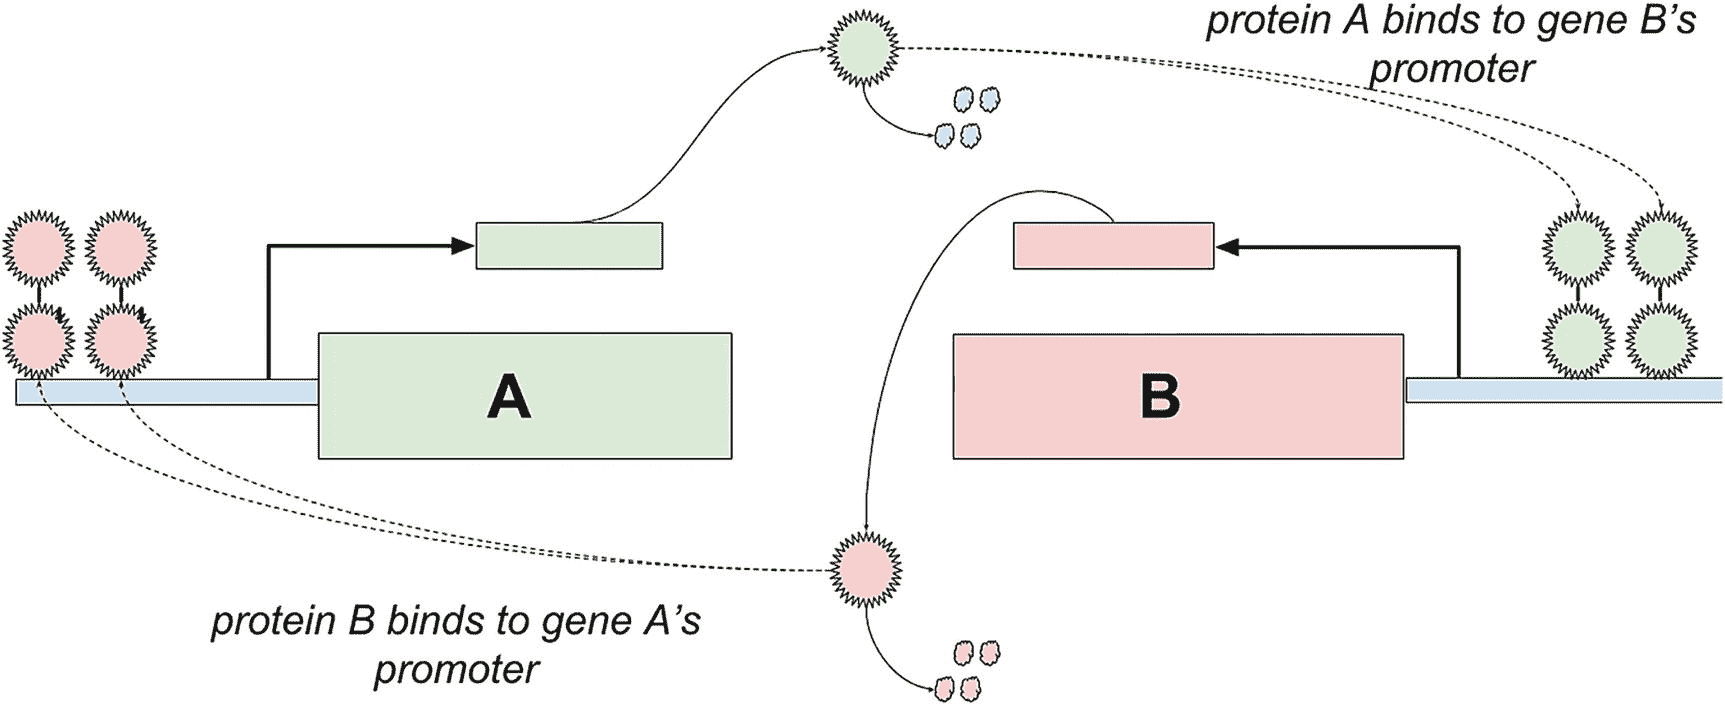 protein A binds to gene B's
promoter
A
B
protein B binds to gene A's
promoter